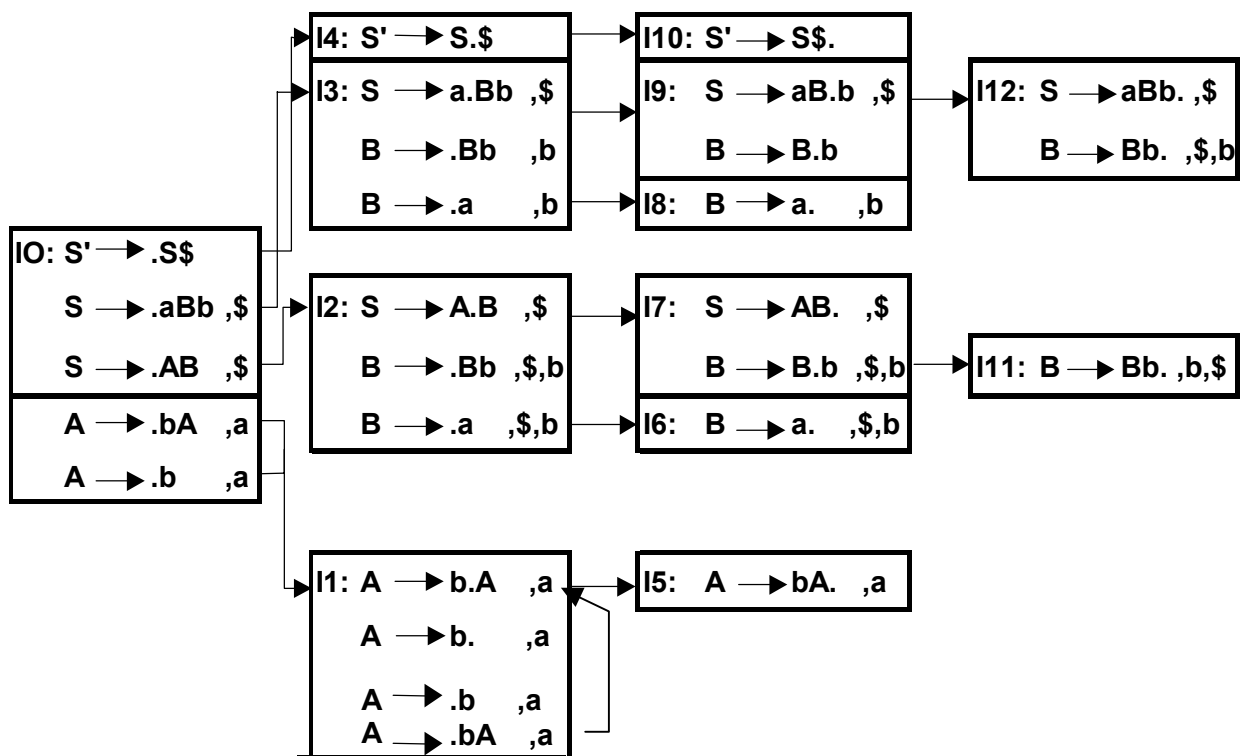 I4: S' → S.$
I3: S → a.Bb ,$
B → .Bb ,b
B → .a ,b
I10: S' → S$.
I9: S → aB.b ,$
B → B.b
I8: B → a. ,b
I12: S → aBb. ,$
B → Bb. ,$,b
IO: S' → .S$
S → .aBb ,$
S → .AB ,$
A → .bA ,a
A → .b ,a
I2: S → A.B ,$
B → .Bb ,$,b
B → .a ,$,b
I7: S → AB. ,$
B → B.b ,$,b
I6: B → a. ,$,b
I11: B → Bb. ,b,$
I1: A → b.A ,a
A → b. ,a
A → .b ,a
A → .bA ,a
I5: A → bA. ,a